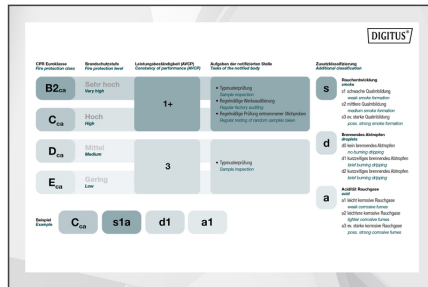 DIGITUS®
CPR Euroklasse
Fire protection class
Brandschutzstufe
Fire protection level
Leistungsbeständigkeit (AVCP)
Constancy of performance (AVCP)
Aufgaben der notifizierten Stelle
Tasks of the notified body
Zusatzklassifizierung
Additional classification
B2ca
Sehr hoch
Very high
1+
• Typmusterprüfung
Sample inspection
• Regelmäßige Werksauditierung
Regular factory auditing
• Regelmäßige Prüfung entnommener Stichproben
Regular testing of random samples taken
Cca
Hoch
High
Dca
Mittel
Medium
3
• Typmusterprüfung
Sample inspection
Eca
Gering
Low
s
Rauchentwicklung
smoke
s1 schwache Qualmbildung
weak smoke formation
s2 mittlere Qualmbildung
medium smoke formation
s3 ev. starke Qualmbildung
poss. strong smoke formation
d
Brennendes Abtropfen
droplets
d0 kein brennendes Abtropfen
no burning dripping
d1 kurzzeitiges brennendes Abtropfen
brief burning dripping
d2 kurzzeitiges brennendes Abtropfen
brief burning dripping
a
Acidität Rauchgase
acid
a1 leicht korrosive Rauchgase
weak corrosive fumes
a2 leichtere korrosive Rauchgase
lighter corrosive fumes
a3 ev. starke korrosive Rauchgase
poss. strong corrosive fumes
Beispiel
Example
Cca
s1a
d1
a1